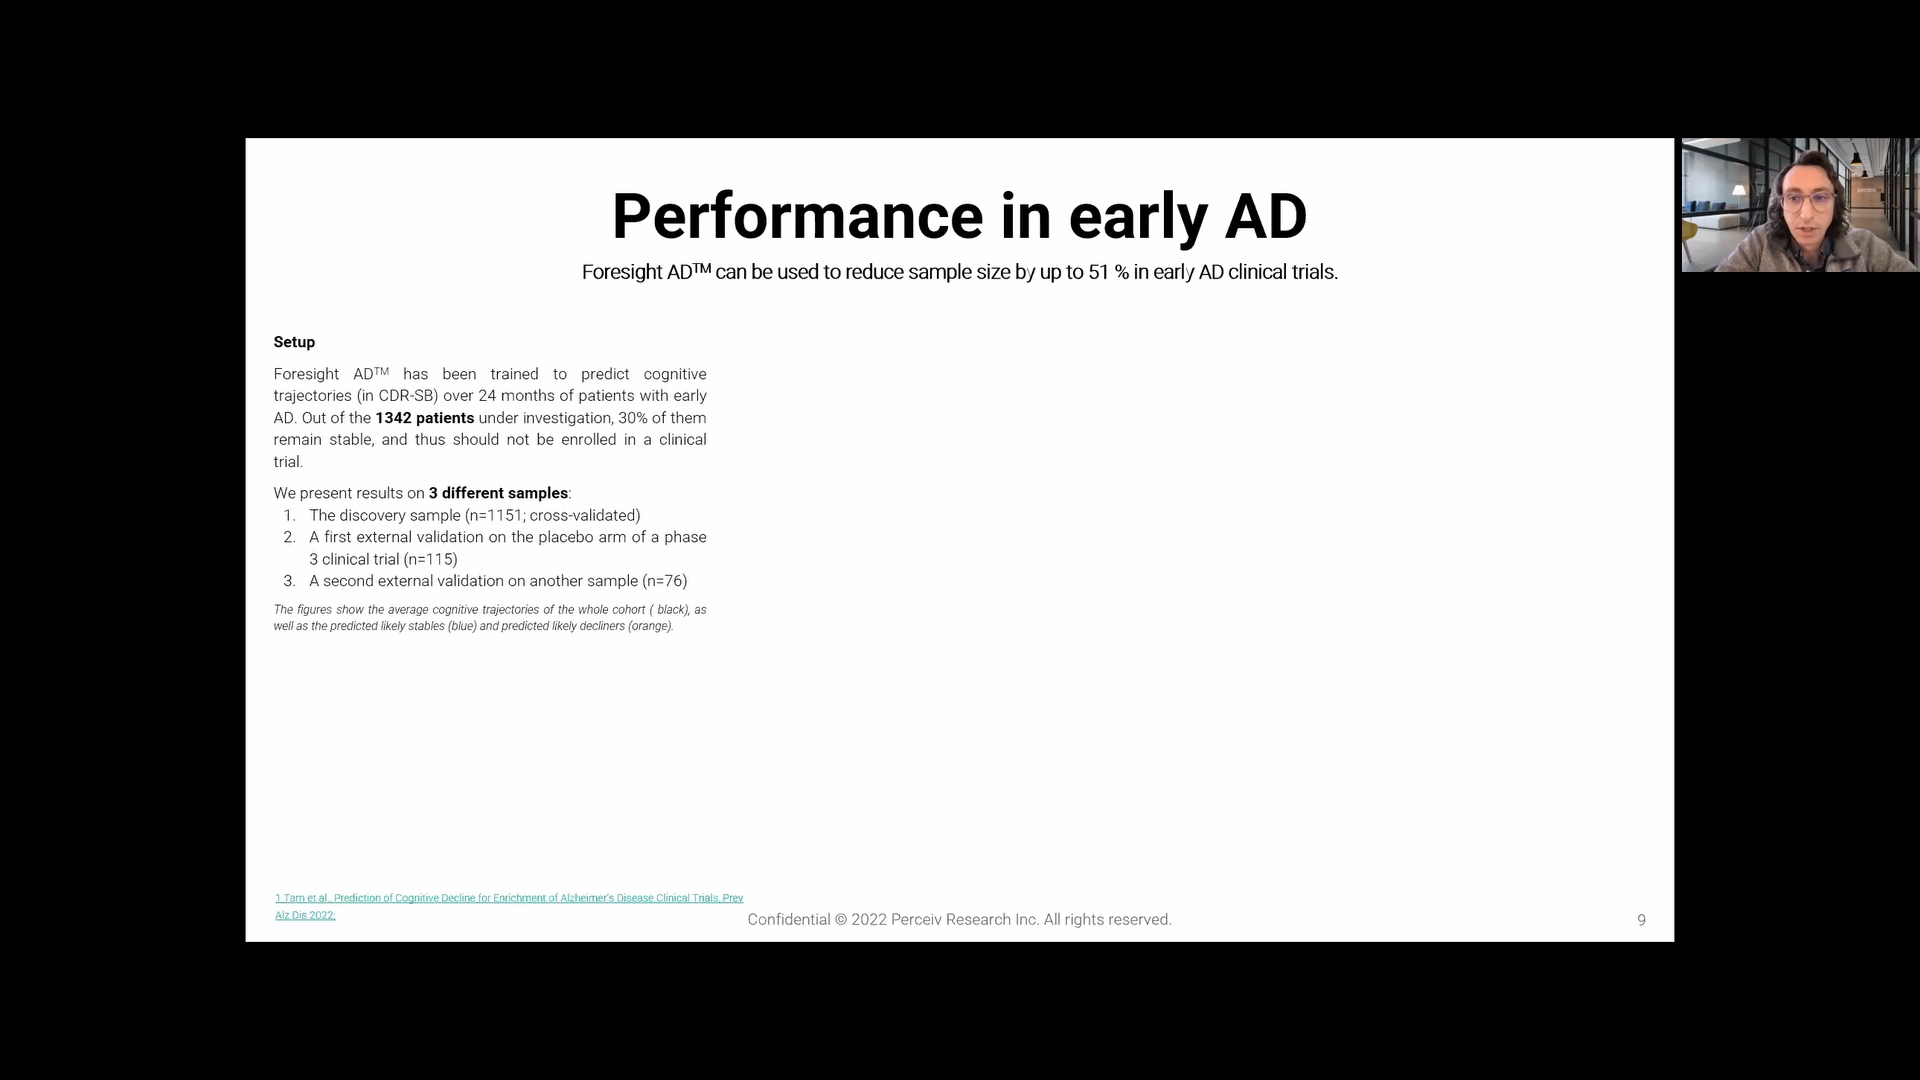 Performance in early AD
Foresight AD™ can be used to reduce sample size by up to 51 % in early AD clinical trials.
Setup
Foresight AD™ has been trained to predict cognitive
trajectories (in CDR-SB) over 24 months of patients with early
AD. Out of the 1342 patients under investigation, 30% of them
remain stable, and thus should not be enrolled in a clinical
trial.
We present results on 3 different samples:
1. The discovery sample (n=1151; cross-validated)
2. A first external validation on the placebo arm of a phase
3 clinical trial (n=115)
3. A second external validation on another sample (n=76)
The figures show the average cognitive trajectories of the whole cohort ( black), as
well as the predicted likely stables (blue) and predicted likely decliners (orange).
1 Tam et al., Prediction of Cognitive Decline for Enrichment of Alzheimer's Disease Clinical Trials, Prev
Alz Dis 2022;
Confidential © 2022 Perceiv Research Inc. All rights reserved.
9